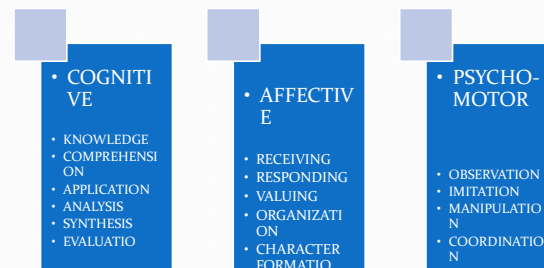 • COGNITI
VE
• KNOWLEDGE
• COMPREHENSI
ON
• APPLICATION
• ANALYSIS
• SYNTHESIS
• EVALUATIO
• AFFECTIV
E
• RECEIVING
• RESPONDING
• VALUING
• ORGANIZATI
ON
• CHARACTER
FORMATIO
• PSYCHO-
MOTOR
• OBSERVATION
• IMITATION
• MANIPULATIO
N
• COORDINATIO
N